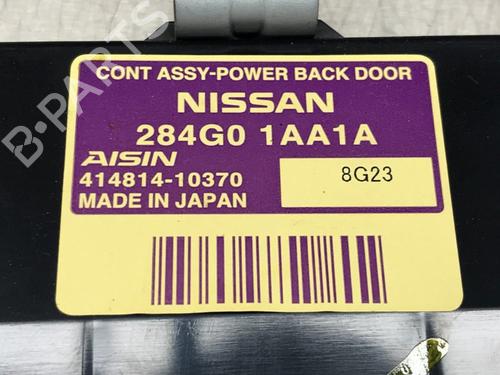 CONT ASSY-POWER BACK DOOR
NISSAN
284G0 1AA1A
AISIN
414814-10370
8G23
MADE IN JAPAN
B-PARTS